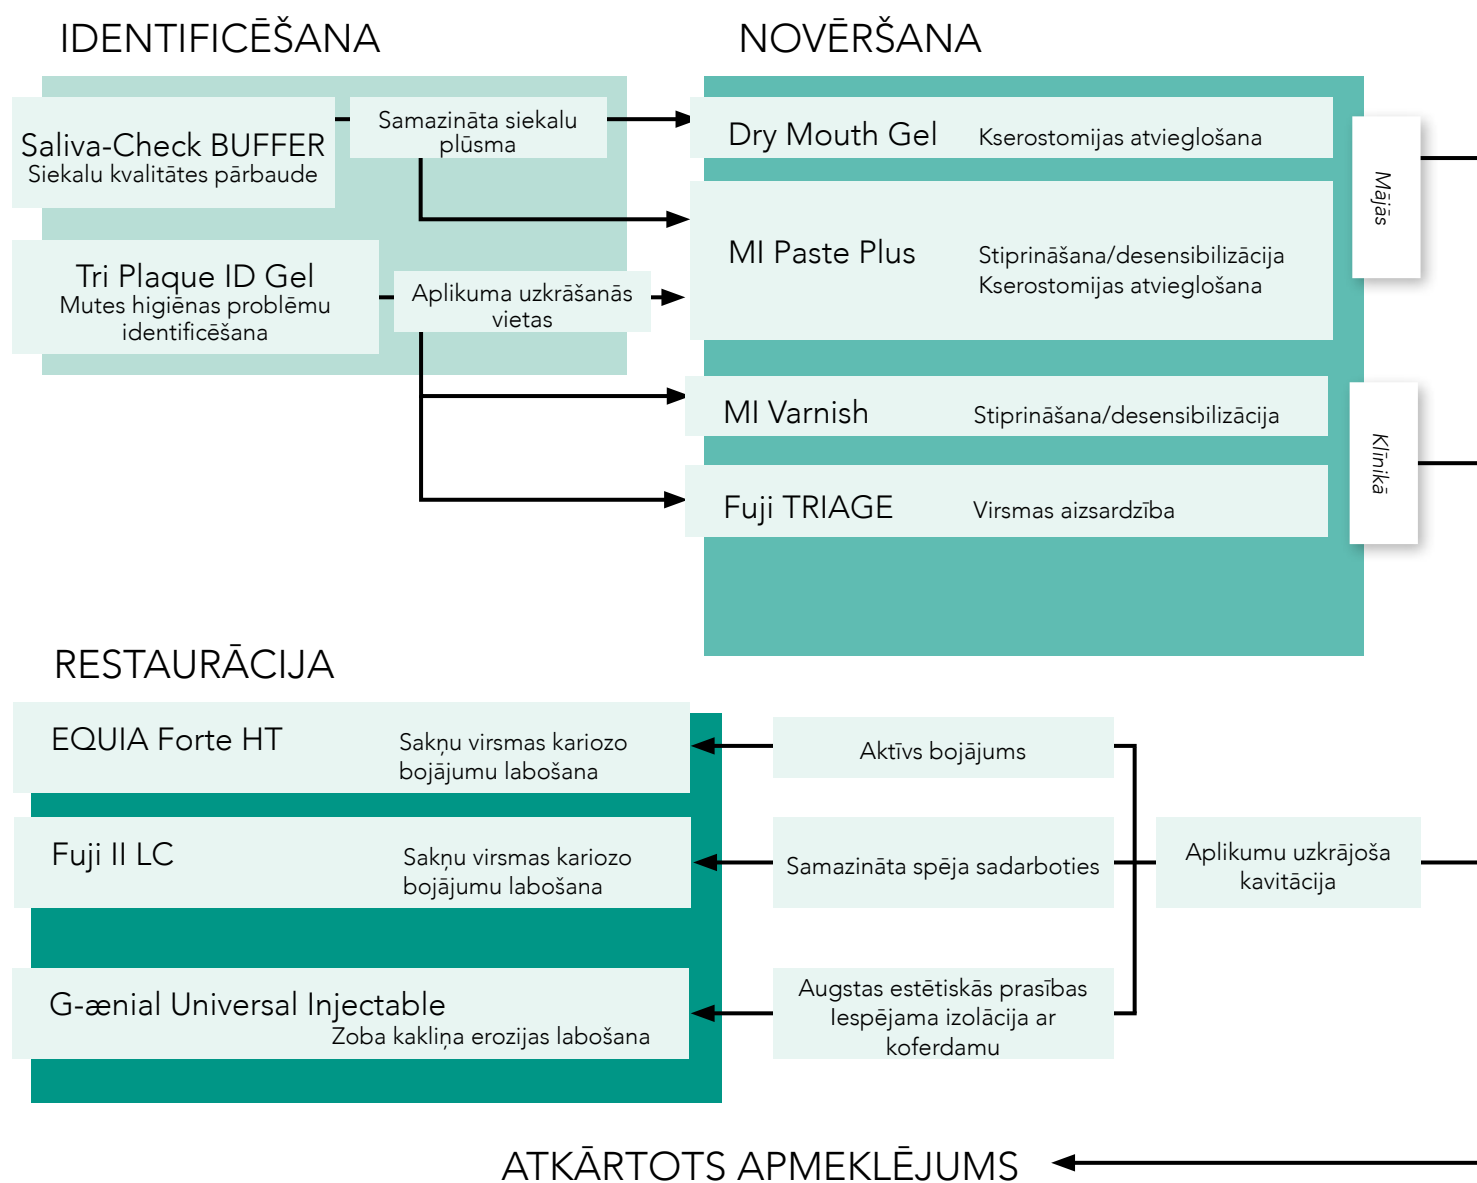 IDENTIFICĒŠANA
Saliva-Check BUFFER
Siekalu kvalitātes pārbaude
Samazināta siekalu
plūsma
Tri Plaque ID Gel
Mutes higiēnas problēmu
identificēšana
Aplikuma uzkrāšanās
vietas
NOVĒRŠANA
Dry Mouth Gel
Kserostomijas atvieglošana
MI Paste Plus
Stiprināšana/desensibilizācija
Kserostomijas atvieglošana
Mājās
MI Varnish
Stiprināšana/desensibilizācija
Fuji TRIAGE
Virsmas aizsardzība
Klīnikā
RESTAURĀCIJA
EQUIA Forte HT
Sakņu virsmas kariozo
bojājumu labošana
Aktīvs bojājums
Fuji II LC
Sakņu virsmas kariozo
bojājumu labošana
Samazināta spēja sadarboties
Aplikumu uzkrājoša
kavitācija
G-ænial Universal Injectable
Zoba kakliņa erozijas labošana
Augstas estētiskās prasības
Iespējama izolācija ar
koferdamu
ATKĀRTOTS APMEKLĒJUMS